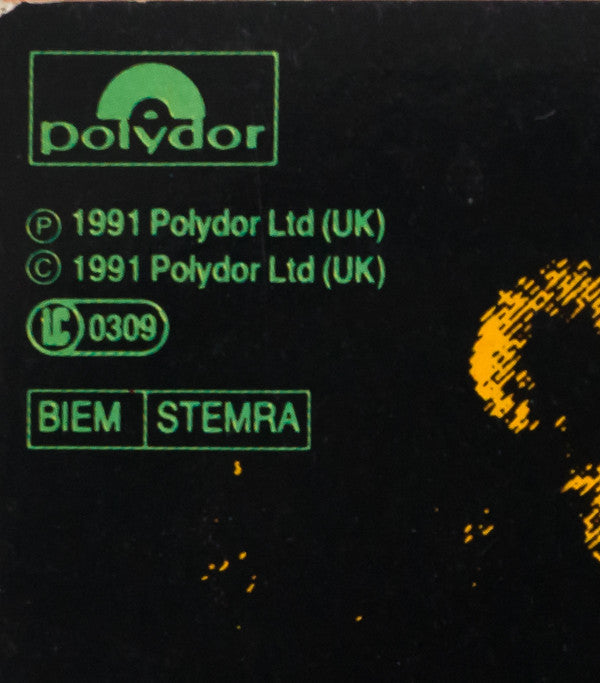 polydor
Ⓟ 1991 Polydor Ltd (UK)
© 1991 Polydor Ltd (UK)
LC 0309
BIEM STEMRA